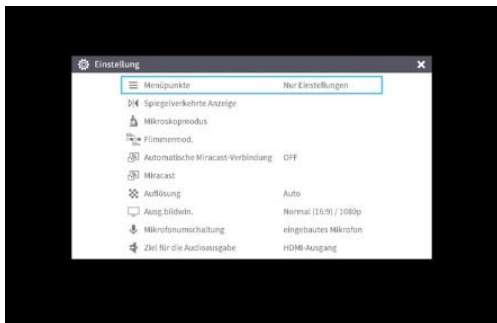 Einstellung
Menüpunkte Nur Einstellungen
Spiegelverkehrte Anzeige
Mikroskopmodus
Flimmermod.
Automatische Miracast-Verbindung OFF
Miracast
Auflösung Auto
Ausg.bildwin. Normal (16:9) / 1080p
Mikrofonumschaltung eingebautes Mikrofon
Ziel für die Audioausgabe HDMI-Ausgang